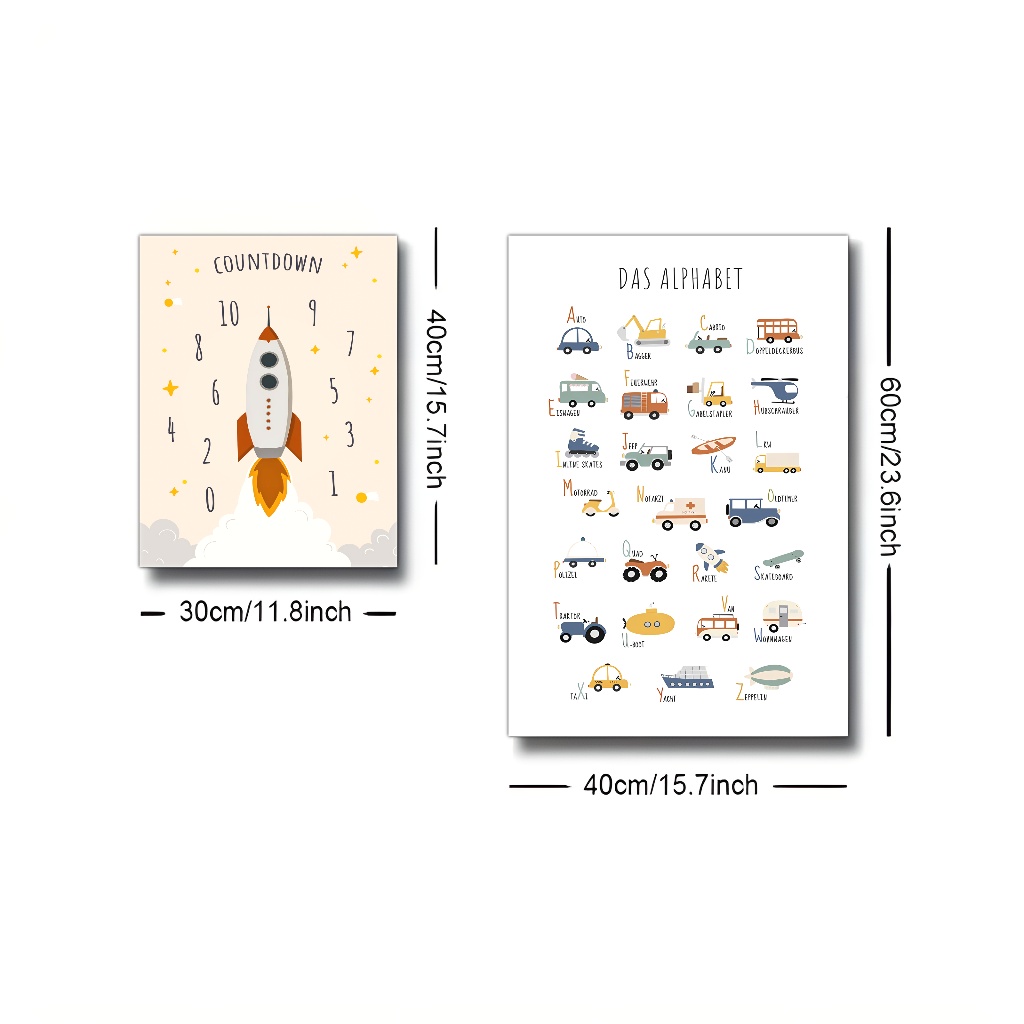 COUNTDOWN
10 9
8 7
6 5
4 3
2 1
0
40cm/15.7inch
30cm/11.8inch
DAS ALPHABET
AUTO
BAGGER
CABRIO
DOPPELDECKERBUS
EISWAGEN
FEUERWEHR
GABELSTAPLER
HUBSCHRAUBER
INLINE SKATES
JEEP
KANU
LKW
MOTORRAD
NOTARZT
OLDTIMER
POLIZEI
QUAD
RAKETE
SKATEBOARD
TRAKTOR
U-BOOT
VAN
WOHNWAGEN
TAXI
YACHT
ZEPPELIN
60cm/23.6inch
40cm/15.7inch